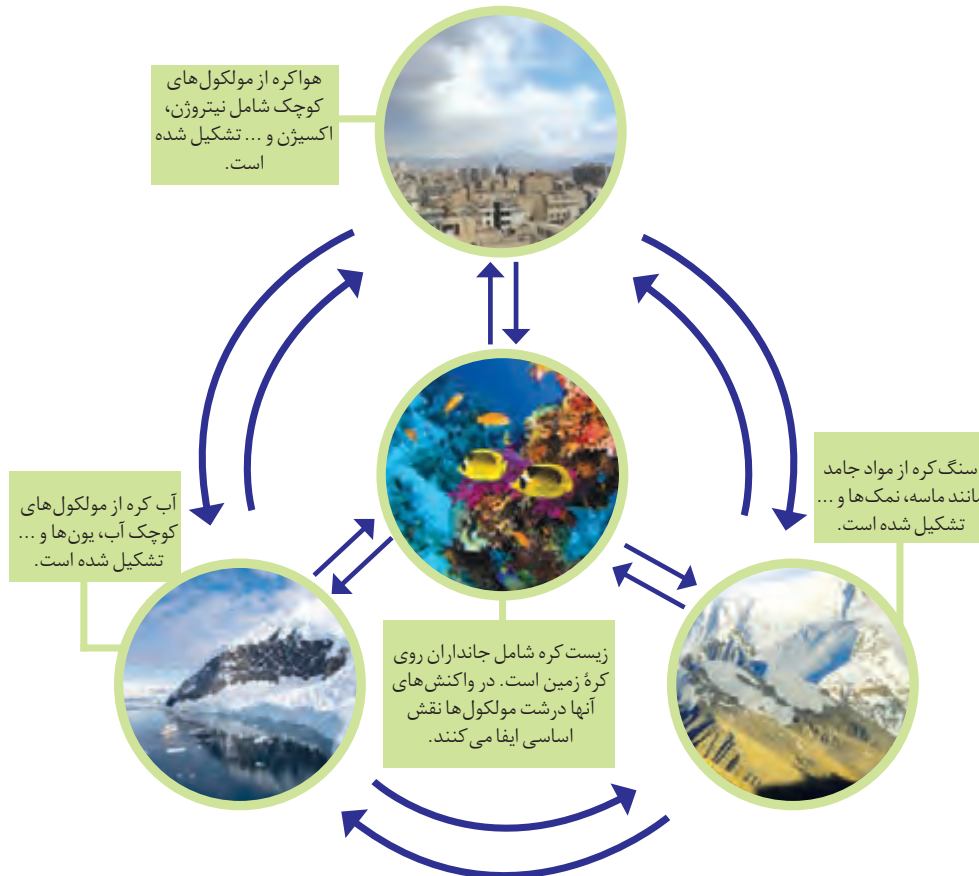 هواکره از مولکول‌های
کوچک شامل نیتروژن،
اکسیژن و ... تشکیل شده
است.
سنگ کره از مواد جامد
مانند ماسه، نمک‌ها و ...
تشکیل شده است.
آب کره از مولکول‌های
کوچک آب، یون‌ها و ...
تشکیل شده است.
زیست کره شامل جانداران روی
کرهٔ زمین است. در واکنش‌های
آنها درشت مولکول‌ها نقش
اساسی ایفا می‌کنند.